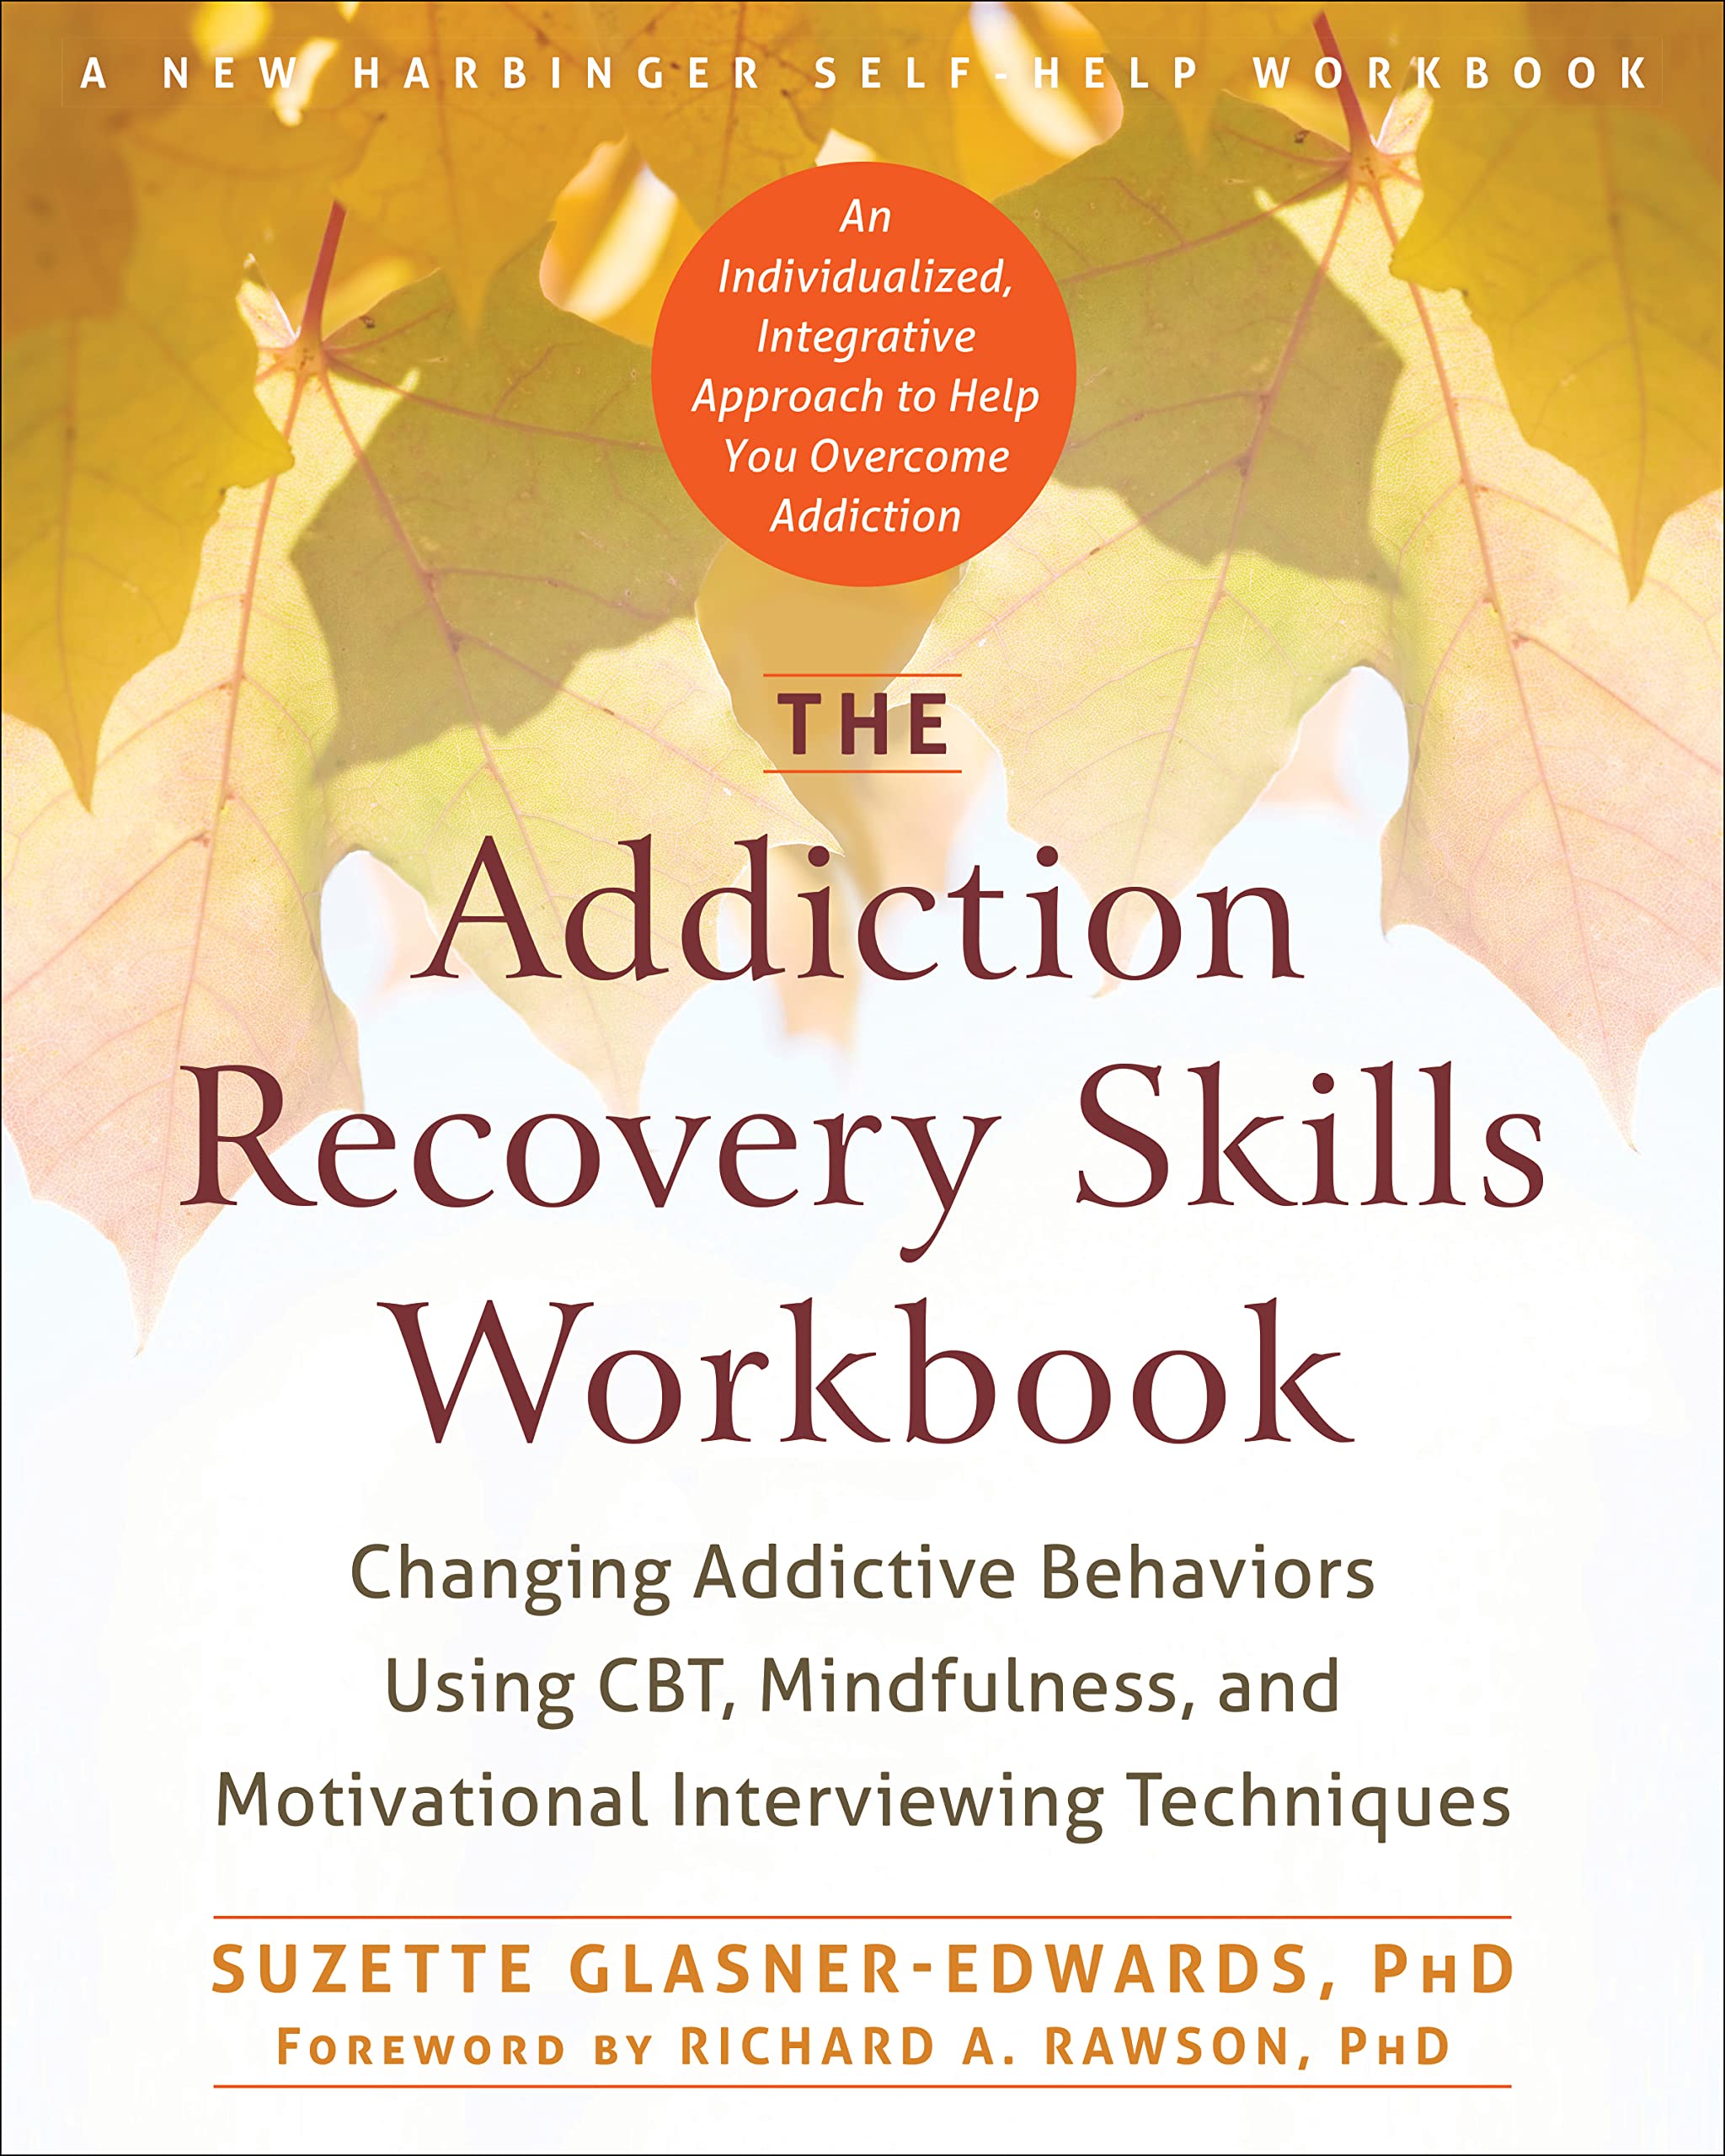 A NEW HARBINGER SELF-HELP WORKBOOK
An
Individualized,
Integrative
Approach to Help
You Overcome
Addiction
THE
Addiction
Recovery Skills
Workbook
Changing Addictive Behaviors
Using CBT, Mindfulness, and
Motivational Interviewing Techniques
SUZETTE GLASNER-EDWARDS, PhD
Foreword by RICHARD A. RAWSON, PhD